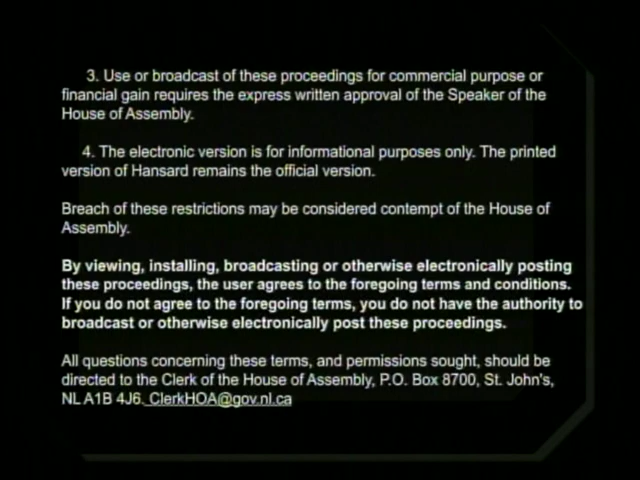 3. Use or broadcast of these proceedings for commercial purpose or
financial gain requires the express written approval of the Speaker of the
House of Assembly.
4. The electronic version is for informational purposes only. The printed
version of Hansard remains the official version.
Breach of these restrictions may be considered contempt of the House of
Assembly.
By viewing, installing, broadcasting or otherwise electronically posting
these proceedings, the user agrees to the foregoing terms and conditions.
If you do not agree to the foregoing terms, you do not have the authority to
broadcast or otherwise electronically post these proceedings.
All questions concerning these terms, and permissions sought, should be
directed to the Clerk of the House of Assembly, P.O. Box 8700, St. John's,
NL A1B 4J6. ClerkHOA@gov.nl.ca